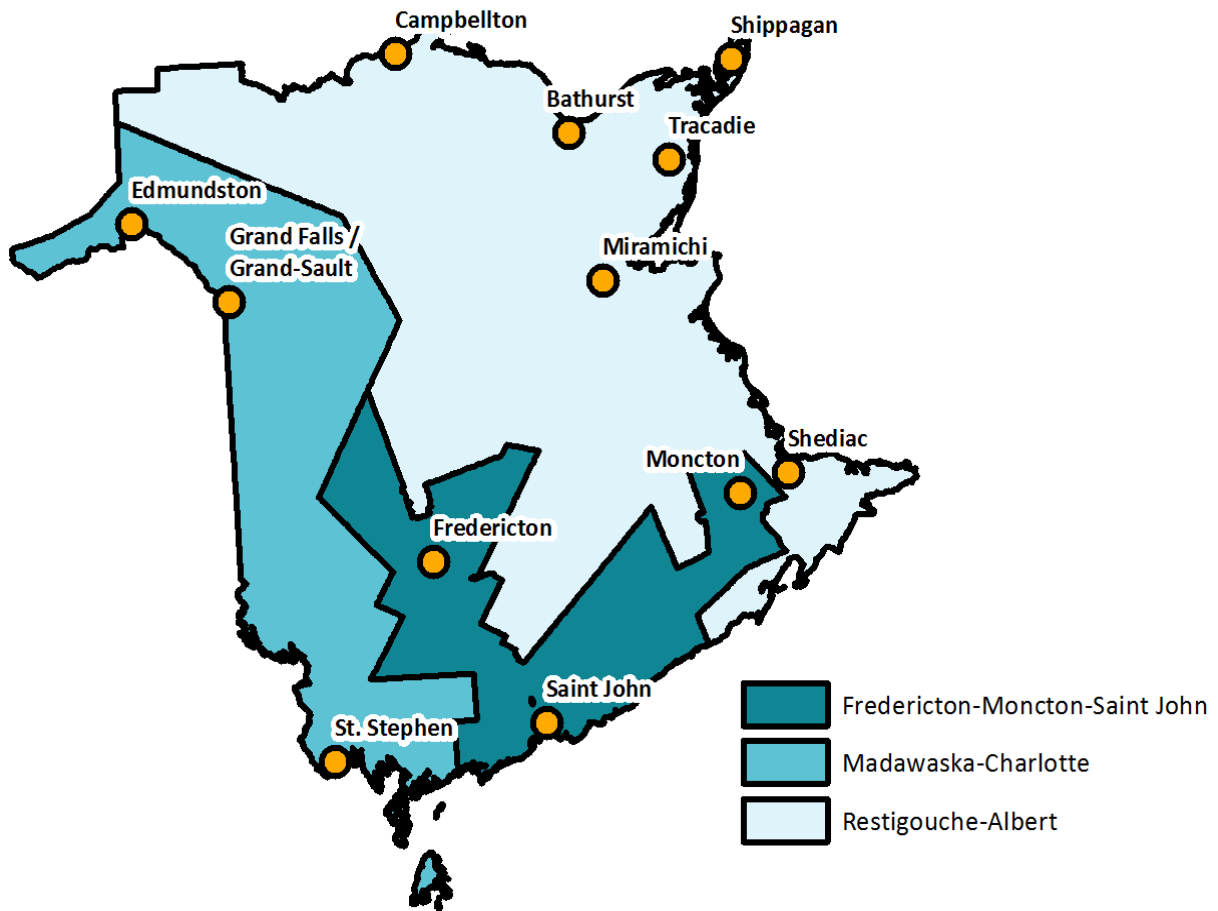 Campbellton
Shippagan
Bathurst
Tracadie
Edmundston
Grand Falls /
Grand-Sault
Miramichi
Shediac
Moncton
Fredericton
Saint John
St. Stephen
Fredericton-Moncton-Saint John
Madawaska-Charlotte
Restigouche-Albert